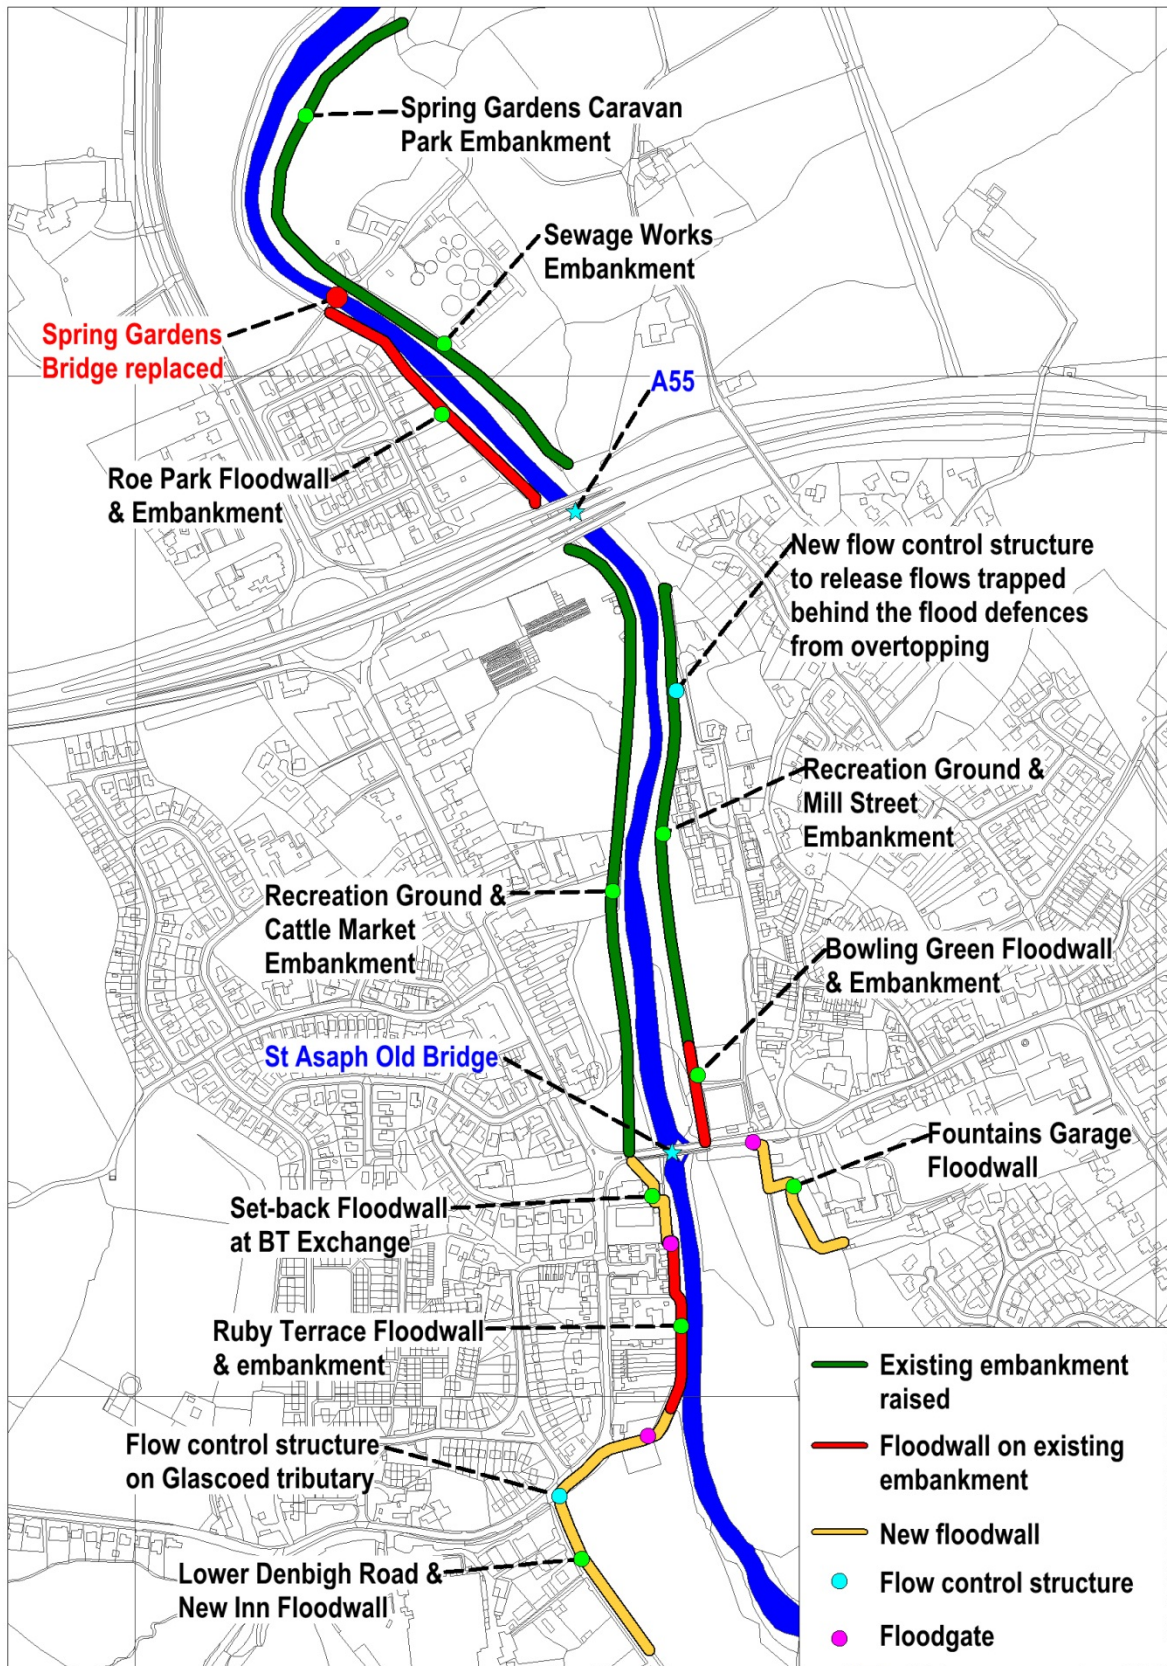 Spring Gardens Caravan
Park Embankment
Sewage Works
Embankment
Spring Gardens
Bridge replaced
A55
Roe Park Floodwall
& Embankment
New flow control structure
to release flows trapped
behind the flood defences
from overtopping
Recreation Ground &
Mill Street
Embankment
Recreation Ground &
Cattle Market
Embankment
Bowling Green Floodwall
& Embankment
St Asaph Old Bridge
Fountains Garage
Floodwall
Set-back Floodwall
at BT Exchange
Ruby Terrace Floodwall
& embankment
Flow control structure
on Glascoed tributary
Lower Denbigh Road &
New Inn Floodwall
Existing embankment
raised
Floodwall on existing
embankment
New floodwall
Flow control structure
Floodgate